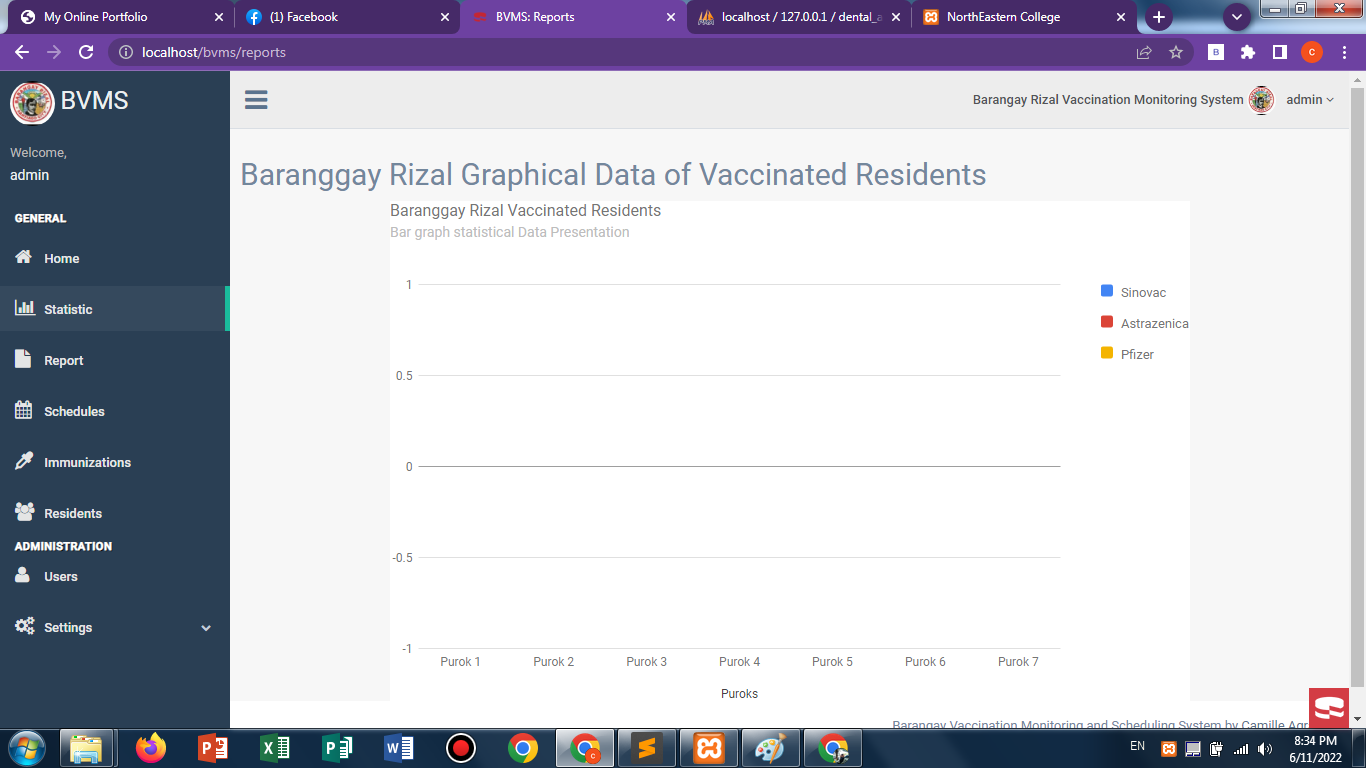 My Online Portfolio
(1) Facebook
BVMS: Reports
localhost / 127.0.0.1 / dental_a
NorthEastern College
localhost/bvms/reports
B
C
BVMS
Barangay Rizal Vaccination Monitoring System
admin
Welcome,
admin
GENERAL
Home
Statistic
Report
Schedules
Immunizations
Residents
ADMINISTRATION
Users
Settings
Baranggay Rizal Graphical Data of Vaccinated Residents
Baranggay Rizal Vaccinated Residents
Bar graph statistical Data Presentation
1
0.5
0
-0.5
-1
Sinovac
Astrazenica
Pfizer
Purok 1
Purok 2
Purok 3
Purok 4
Purok 5
Purok 6
Purok 7
Puroks
Barangay Vaccination Monitoring and Scheduling System by Camille Agr
EN
8:34 PM
6/11/2022